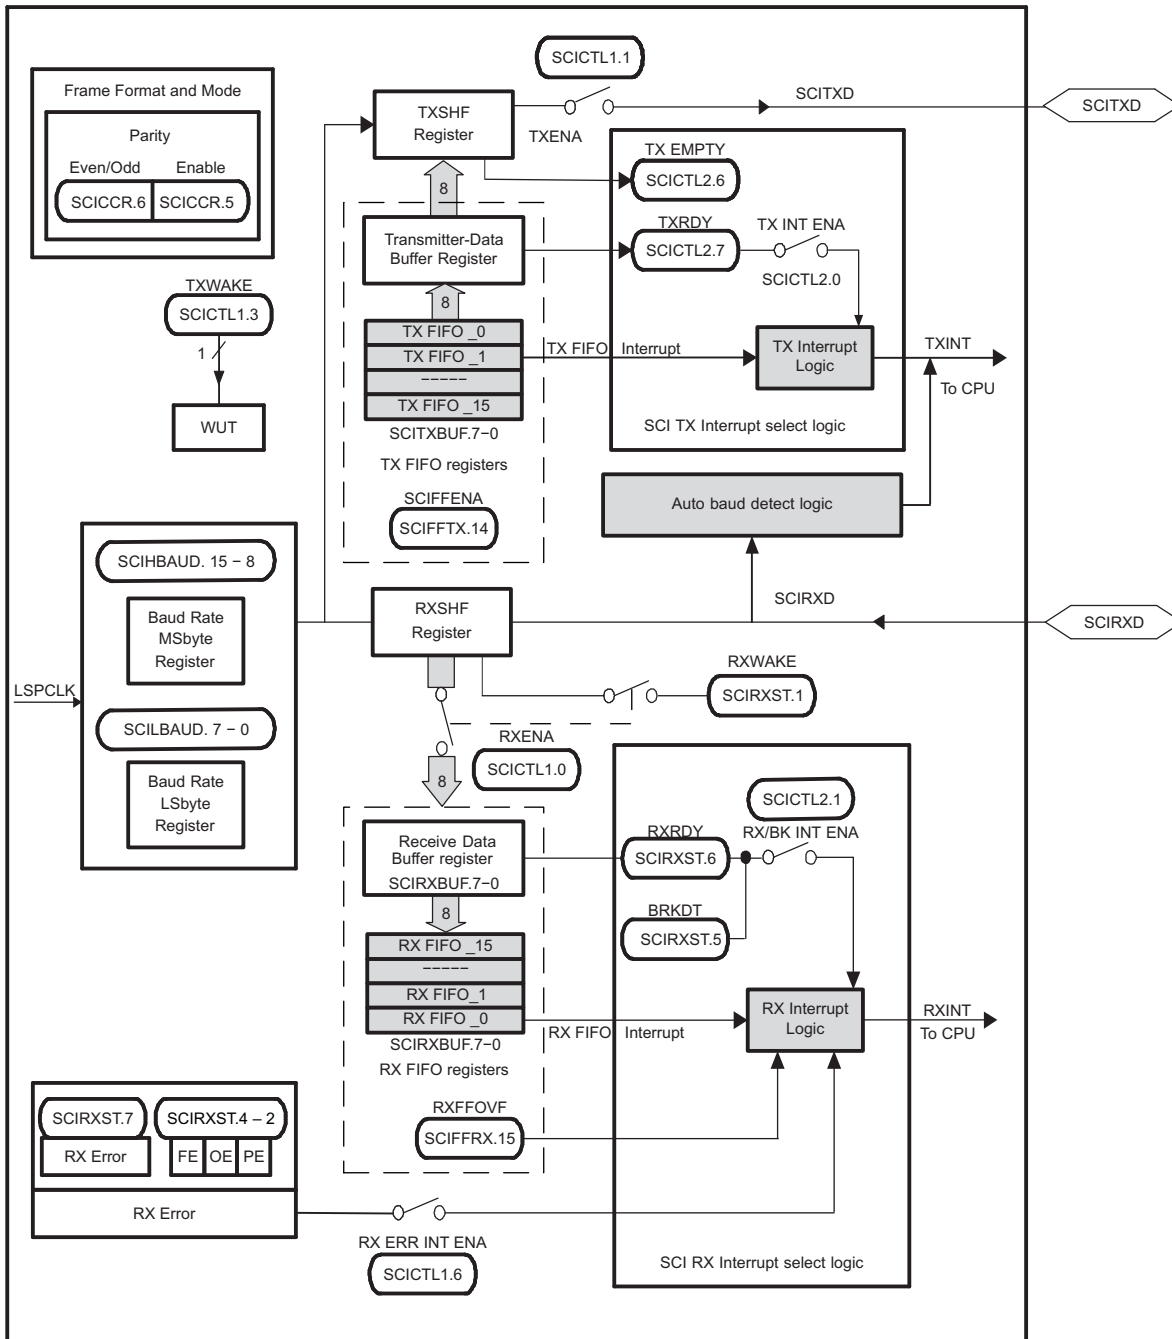 SCICTL1.1
Frame Format and Mode
Parity
Even/Odd
Enable
SCICCR.6
SCICCR.5
TXSHF
Register
TXENA
SCITXD
SCITXD
TX EMPTY
SCICTL2.6
8
Transmitter-Data
Buffer Register
TXRDY
SCICTL2.7
TX INT ENA
SCICTL2.0
TXWAKE
SCICTL1.3
1
WUT
8
TX FIFO _0
TX FIFO _1
-----
TX FIFO _15
SCITXBUF.7-0
TX FIFO registers
SCIFFENA
SCIFFTX.14
TX FIFO Interrupt
TX Interrupt
Logic
TXINT
To CPU
SCI TX Interrupt select logic
Auto baud detect logic
LSPCLK
SCIHBAUD. 15 - 8
Baud Rate
MSbyte
Register
SCILBAUD. 7 - 0
Baud Rate
LSbyte
Register
RXSHF
Register
SCIRXD
SCIRXD
RXWAKE
SCIRXST.1
RXENA
SCICTL1.0
8
Receive Data
Buffer register
SCIRXBUF.7-0
8
RX FIFO _15
-----
RX FIFO_1
RX FIFO _0
SCIRXBUF.7-0
RX FIFO registers
RXFFOVF
SCIFFRX.15
SCICTL2.1
RXRDY
SCIRXST.6
RX/BK INT ENA
BRKDT
SCIRXST.5
RX FIFO Interrupt
RX Interrupt
Logic
RXINT
To CPU
SCI RX Interrupt select logic
SCIRXST.7
SCIRXST.4 - 2
RX Error
FE OE PE
RX Error
RX ERR INT ENA
SCICTL1.6